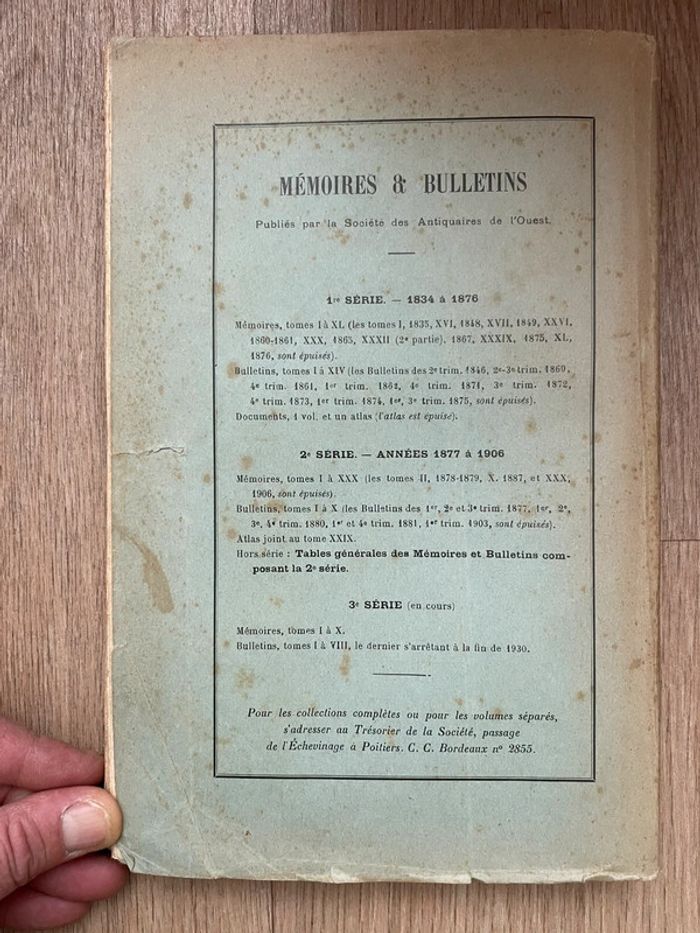 MÉMOIRES & BULLETINS
Publiés par la Société des Antiquaires de l'Ouest.
1re SÉRIE. — 1834 à 1876
Mémoires, tomes I à XL (les tomes I, 1835, XVI, 1848, XVII, 1849, XXVI,
1860-1861, XXX, 1865, XXXII (2e partie). 1867, XXXIX, 1875, XL,
1876, sont épuisés).
Bulletins, tomes I à XIV (les Bulletins des 2e trim. 1846, 2e-3e trim. 1860,
4e trim. 1861, 1er trim. 1862, 4e trim. 1871, 3e trim. 1872,
4e trim. 1873, 1er trim. 1874, 1er, 3e trim. 1875, sont épuisés).
Documents, 1 vol. et un atlas (l'atlas est épuisé).
2e SÉRIE. — ANNÉES 1877 à 1906
Mémoires, tomes I à XXX (les tomes II, 1878-1879, X. 1887, et XXX,
1906, sont épuisés).
Bulletins, tomes I à X (les Bulletins des 1er, 2e et 3e trim. 1877, 1er, 2e,
3e, 4e trim. 1880, 1er et 4e trim. 1881, 1er trim. 1903, sont épuisés).
Atlas joint au tome XXIX.
Hors série : Tables générales des Mémoires et Bulletins com-
posant la 2e série.
3e SÉRIE (en cours)
Mémoires, tomes I à X.
Bulletins, tomes I à VIII, le dernier s'arrêtant à la fin de 1930.
Pour les collections complètes ou pour les volumes séparés,
s'adresser au Trésorier de la Société, passage
de l'Échevinage à Poitiers. C. C. Bordeaux no 2855.